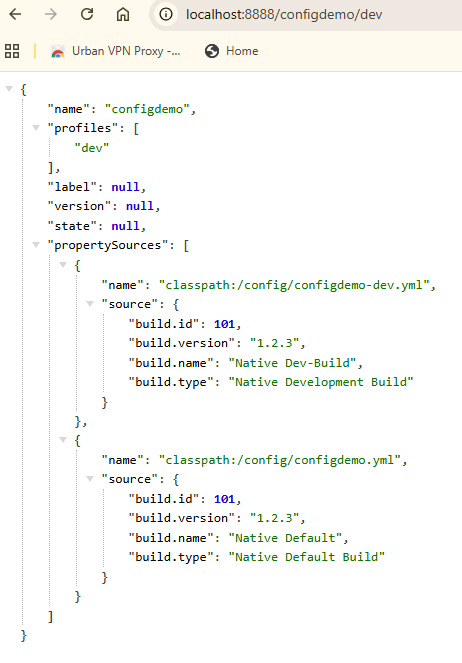 localhost:8888/configdemo/dev
Urban VPN Proxy -... Home
{
"name": "configdemo",
"profiles": [
"dev"
],
"label": null,
"version": null,
"state": null,
"propertySources": [
{
"name": "classpath:/config/configdemo-dev.yml",
"source": {
"build.id": 101,
"build.version": "1.2.3",
"build.name": "Native Dev-Build",
"build.type": "Native Development Build"
}
},
{
"name": "classpath:/config/configdemo.yml",
"source": {
"build.id": 101,
"build.version": "1.2.3",
"build.name": "Native Default",
"build.type": "Native Default Build"
}
}
]
}